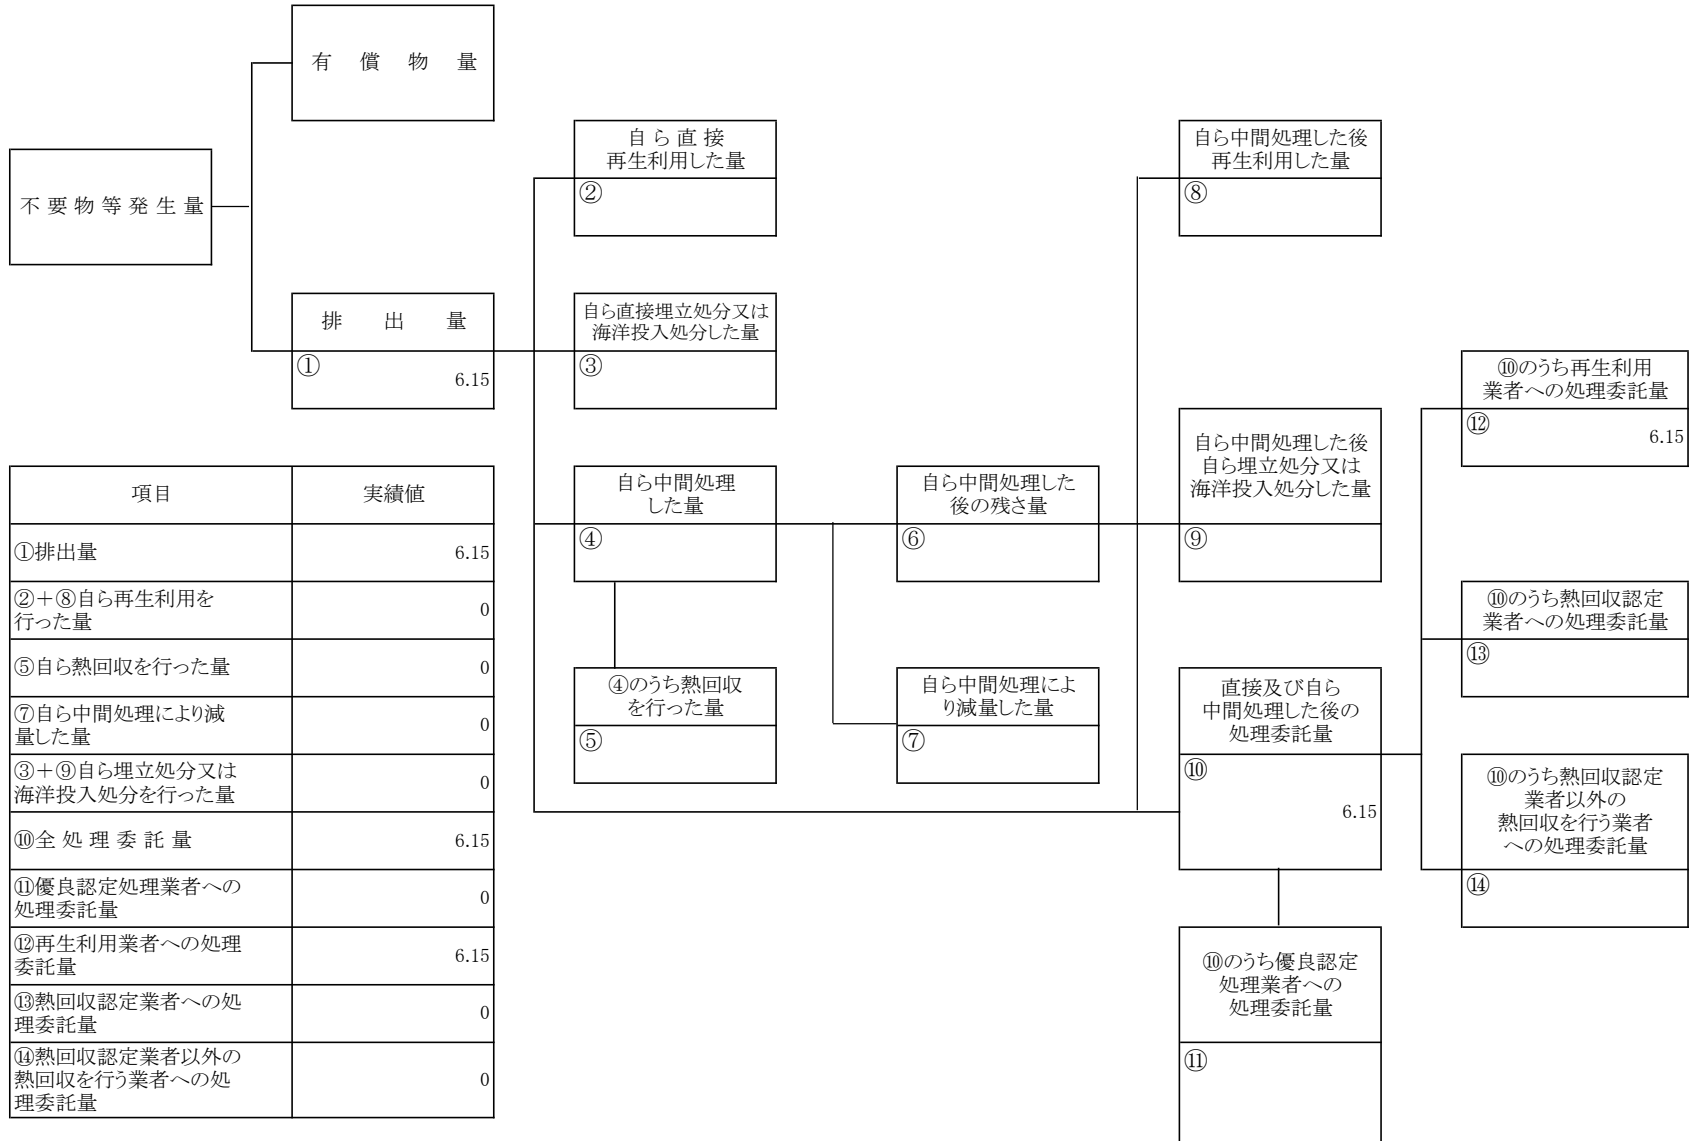 有償物量
不要物等発生量
排出量
①
6.15
自ら直接
再生利用した量
②
自ら直接埋立処分又は
海洋投入処分した量
③
自ら中間処理
した量
④
④のうち熱回収
を行った量
⑤
自ら中間処理した
後の残さ量
⑥
自ら中間処理によ
り減量した量
⑦
自ら中間処理した後
再生利用した量
⑧
自ら中間処理した後
自ら埋立処分又は
海洋投入処分した量
⑨
直接及び自ら
中間処理した後の
処理委託量
⑩
6.15
⑩のうち優良認定
処理業者への
処理委託量
⑪
⑩のうち再生利用
業者への処理委託量
⑫
6.15
⑩のうち熱回収認定
業者への処理委託量
⑬
⑩のうち熱回収認定
業者以外の
熱回収を行う業者
への処理委託量
⑭
項目 実績値
①排出量 6.15
②+⑧自ら再生利用を
行った量 0
⑤自ら熱回収を行った量 0
⑦自ら中間処理により減
量した量 0
③+⑨自ら埋立処分又は
海洋投入処分を行った量 0
⑩全処理委託量 6.15
⑪優良認定処理業者への
処理委託量 0
⑫再生利用業者への処理
委託量 6.15
⑬熱回収認定業者への処
理委託量 0
⑭熱回収認定業者以外の
熱回収を行う業者への処
理委託量 0